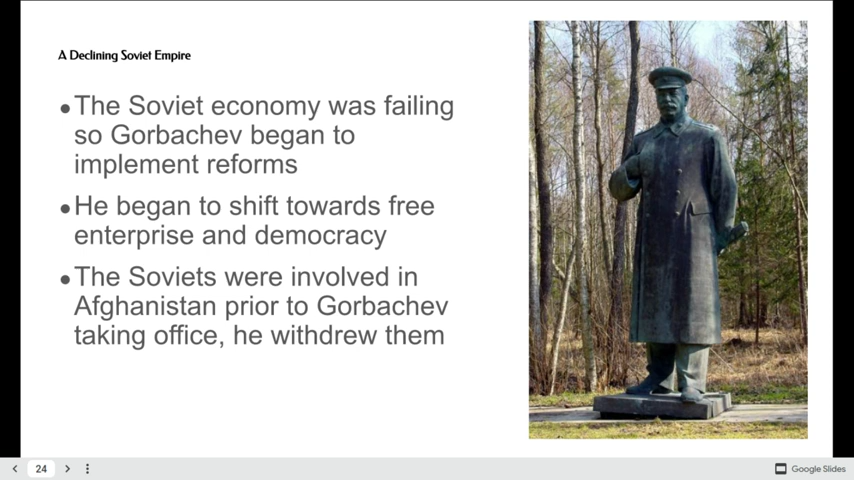 A Declining Soviet Empire
●The Soviet economy was failing
so Gorbachev began to
implement reforms
●He began to shift towards free
enterprise and democracy
●The Soviets were involved in
Afghanistan prior to Gorbachev
taking office, he withdrew them
24
Google Slides